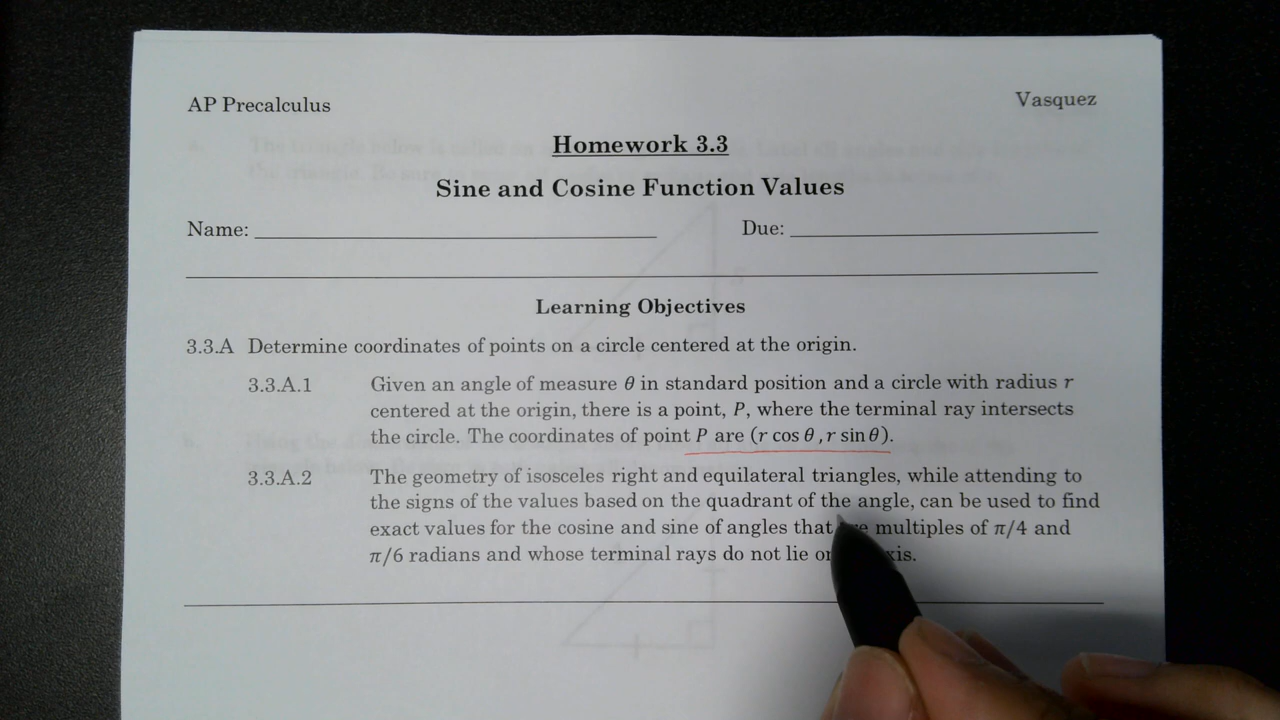 AP Precalculus Vasquez
Homework 3.3
Sine and Cosine Function Values
Name: Due:
Learning Objectives
3.3.A Determine coordinates of points on a circle centered at the origin.
3.3.A.1 Given an angle of measure θ in standard position and a circle with radius r
centered at the origin, there is a point, P, where the terminal ray intersects
the circle. The coordinates of point P are (r cos θ , r sin θ).
3.3.A.2 The geometry of isosceles right and equilateral triangles, while attending to
the signs of the values based on the quadrant of the angle, can be used to find
exact values for the cosine and sine of angles that multiples of π/4 and
π/6 radians and whose terminal rays do not lie